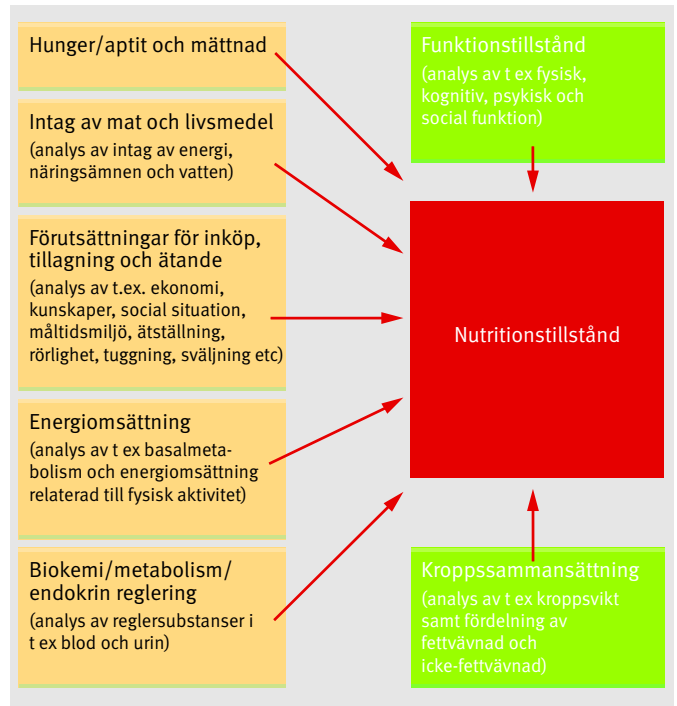 Hunger/aptit och mättnad
Intag av mat och livsmedel
(analys av intag av energi,
näringsämnen och vatten)
Förutsättningar för inköp,
tillagning och ätande
(analys av t.ex. ekonomi,
kunskaper, social situation,
måltidsmiljö, ätställning,
rörlighet, tuggning, sväljning etc)
Energiomsättning
(analys av t ex basalmeta-
bolism och energiomsättning
relaterad till fysisk aktivitet)
Biokemi/metabolism/
endokrin reglering
(analys av reglersubstanser i
t ex blod och urin)
Funktionstillstånd
(analys av t ex fysisk,
kognitiv, psykisk och
social funktion)
Nutritionstillstånd
Kroppssammansättning
(analys av t ex kroppsvikt
samt fördelning av
fettvävnad och
icke-fettvävnad)